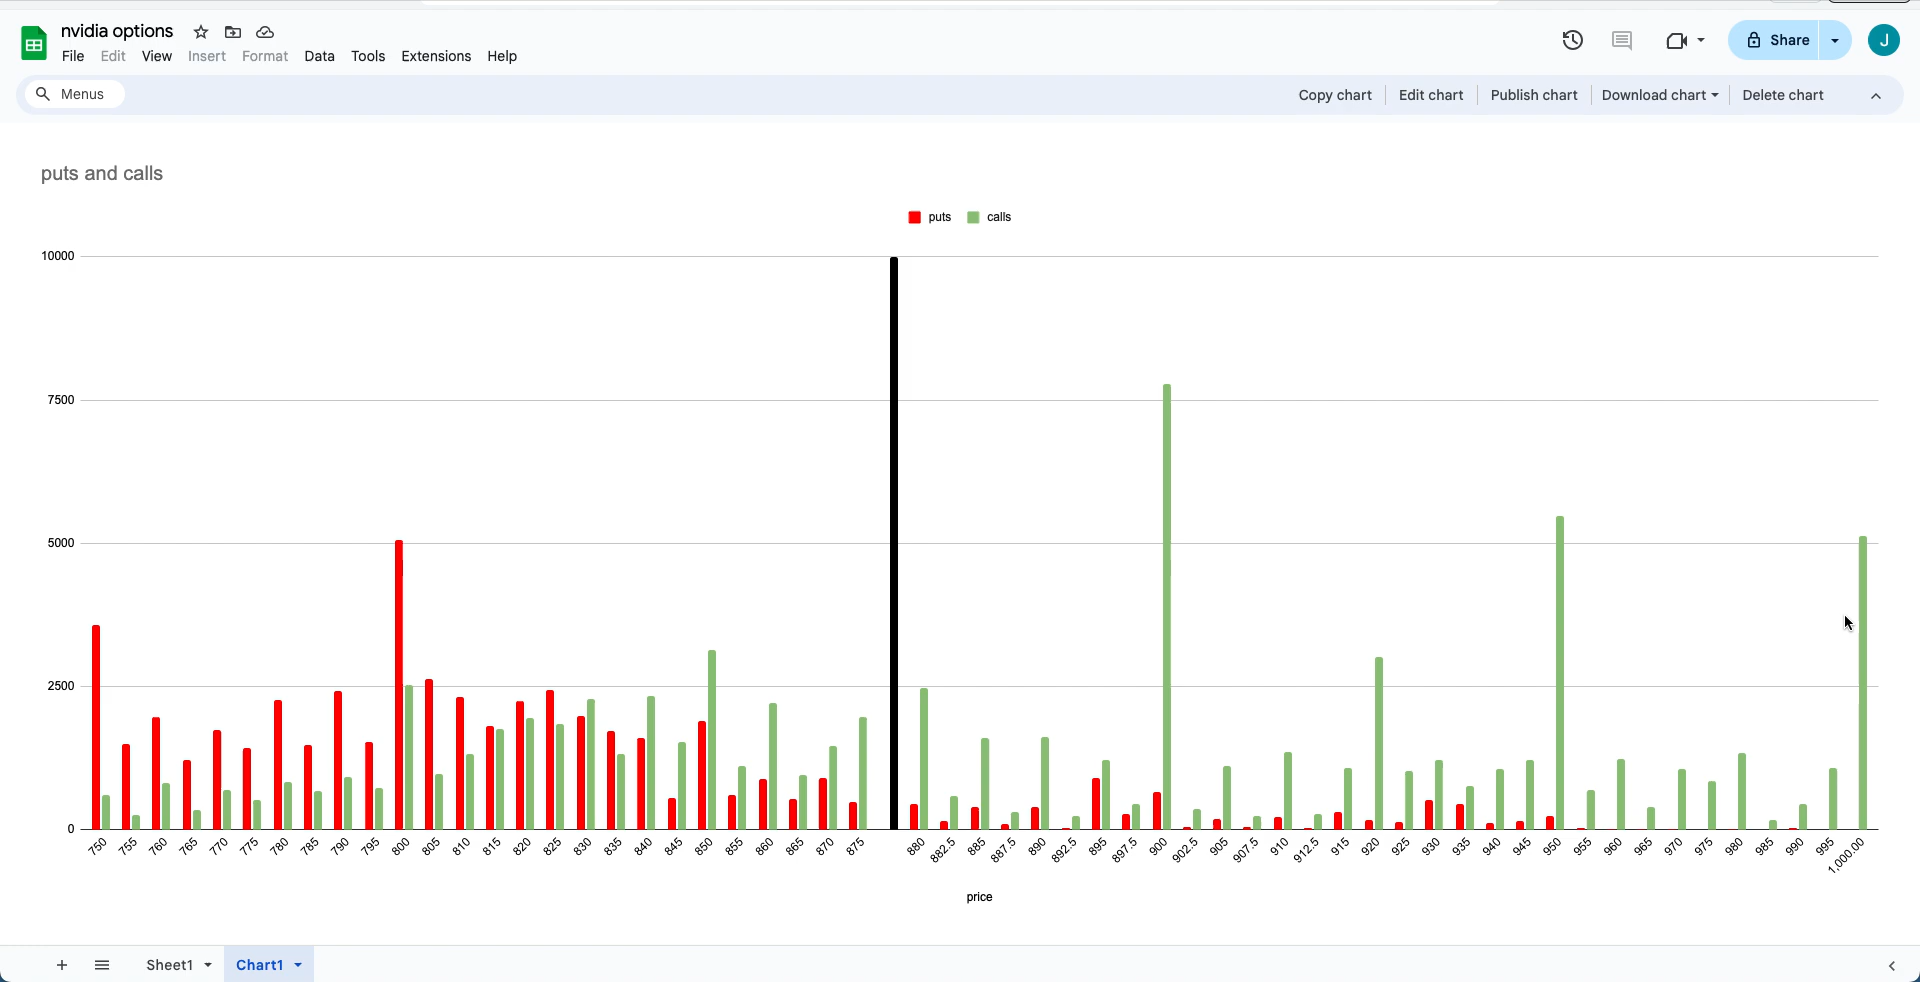 nvidia options
File Edit View Insert Format Data Tools Extensions Help
Share
J
Menus
Copy chart Edit chart Publish chart Download chart Delete chart
puts and calls
puts calls
10000
7500
5000
2500
0
750 755 760 765 770 775 780 785 790 795 800 805 810 815 820 825 830 835 840 845 850 855 860 865 870 875 880 882.5 885 887.5 890 892.5 895 897.5 900 902.5 905 907.5 910 912.5 915 920 925 930 935 940 945 950 955 960 965 970 975 980 985 990 995 1,000.00
price
Sheet1 Chart1